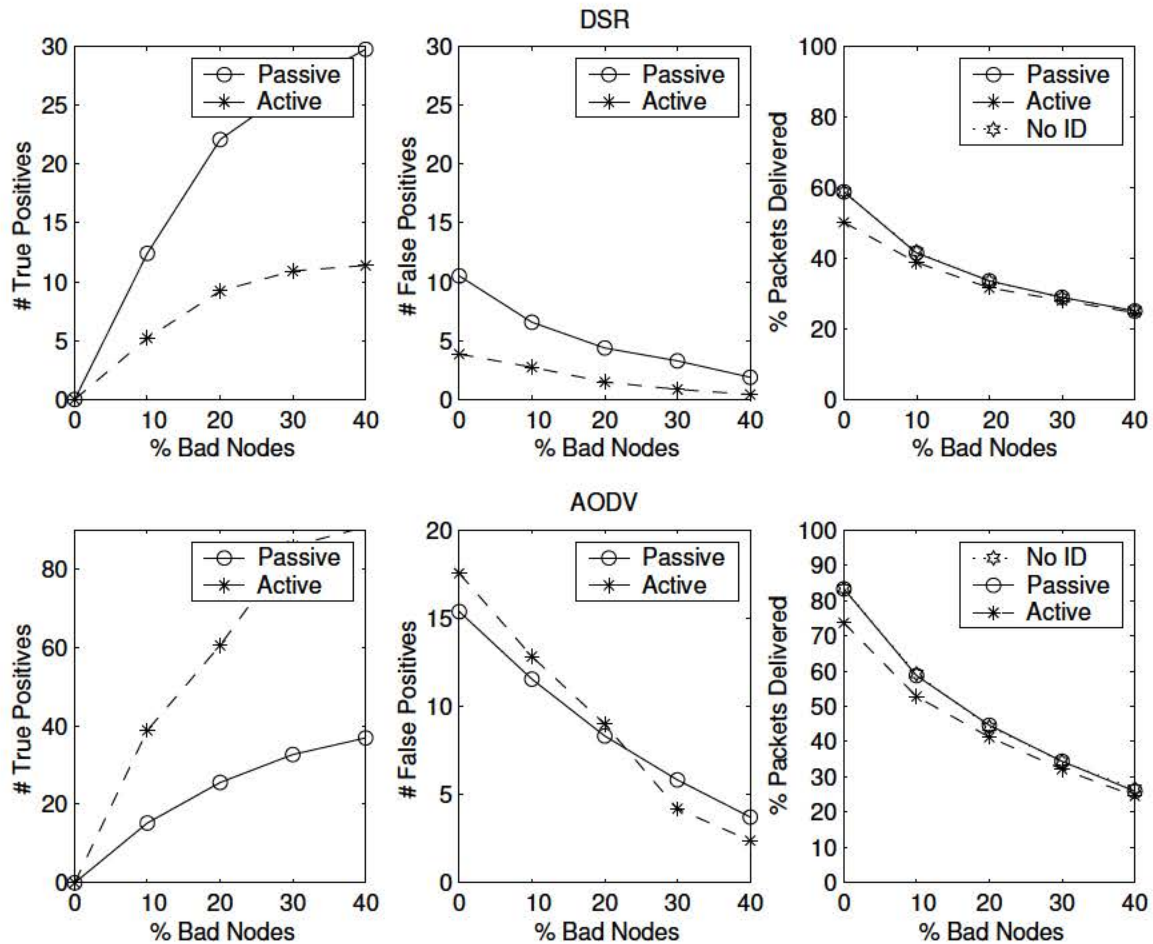 DSR
30
25
20
15
10
5
0
# True Positives
Passive
Active
0 10 20 30 40
% Bad Nodes
30
25
20
15
10
5
0
# False Positives
Passive
Active
0 10 20 30 40
% Bad Nodes
100
80
60
40
20
0
% Packets Delivered
Passive
Active
No ID
0 10 20 30 40
% Bad Nodes
AODV
80
60
40
20
0
# True Positives
Passive
Active
0 10 20 30 40
% Bad Nodes
20
15
10
5
0
# False Positives
Passive
Active
0 10 20 30 40
% Bad Nodes
100
90
80
70
60
50
40
30
20
10
0
% Packets Delivered
No ID
Passive
Active
0 10 20 30 40
% Bad Nodes